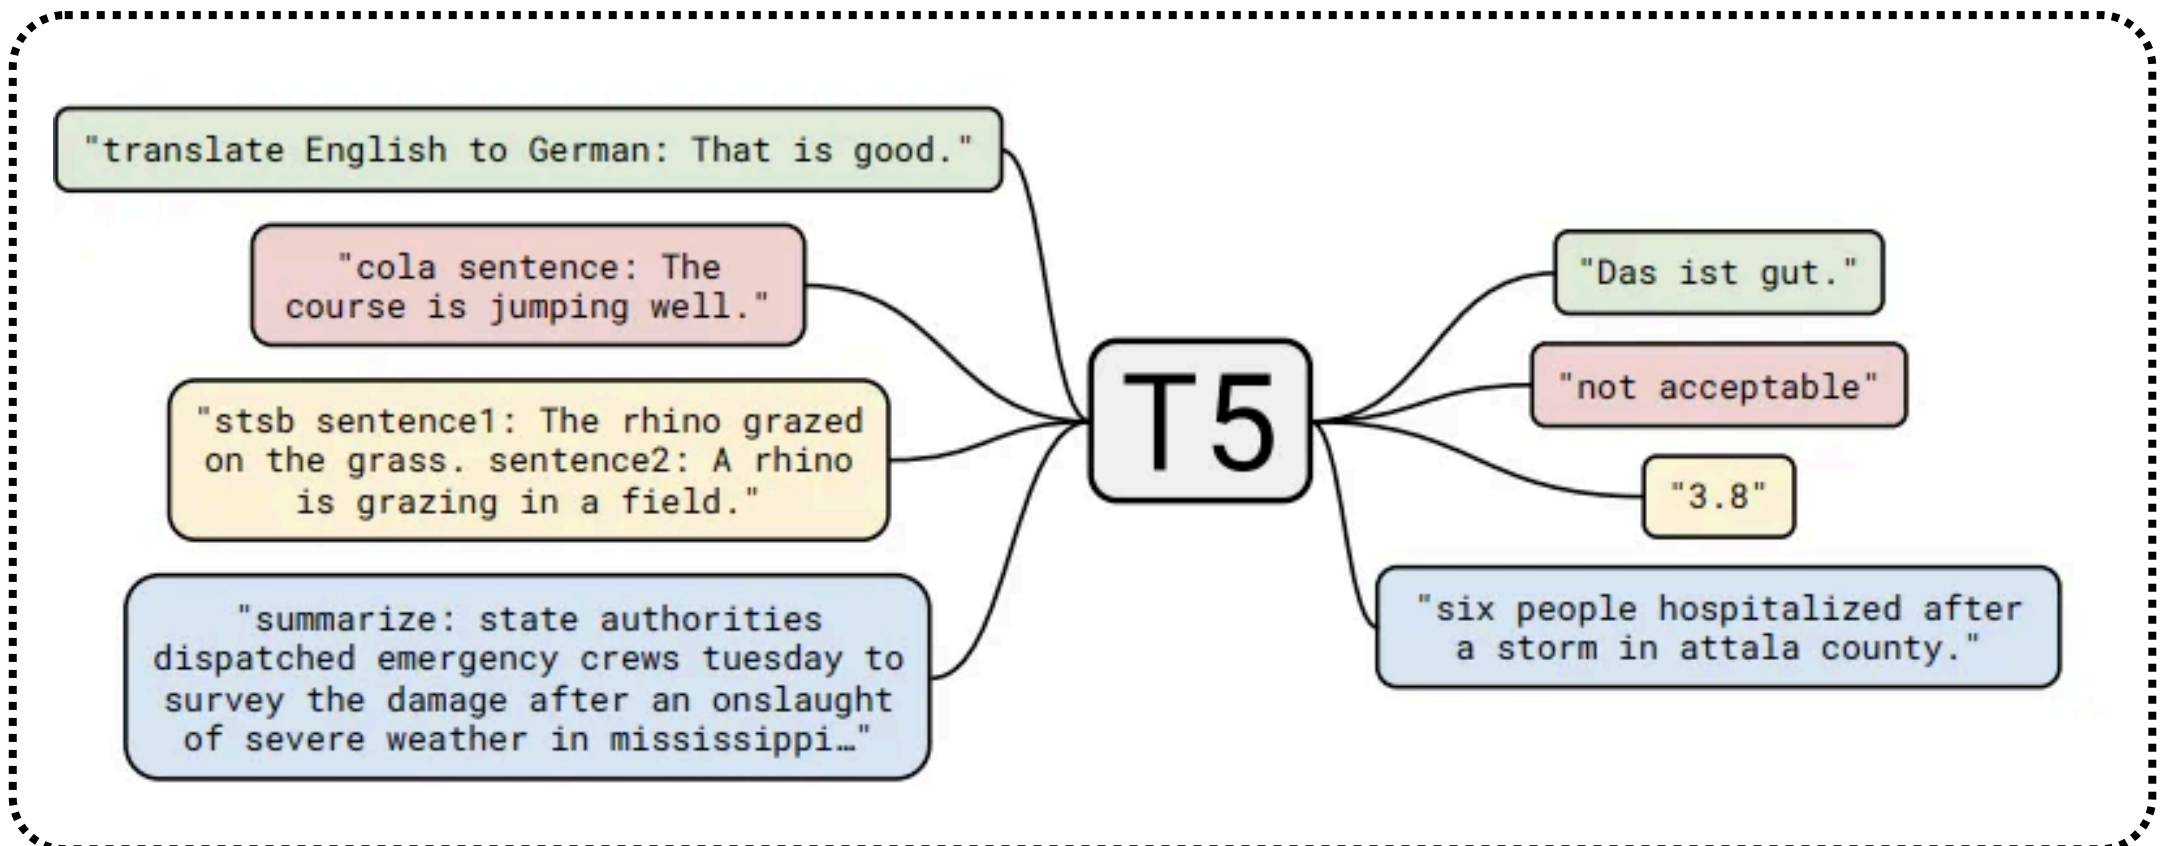 "translate English to German: That is good."
"cola sentence: The
course is jumping well."
"stsb sentence1: The rhino grazed
on the grass. sentence2: A rhino
is grazing in a field."
"summarize: state authorities
dispatched emergency crews tuesday to
survey the damage after an onslaught
of severe weather in mississippi…"
T5
"Das ist gut."
"not acceptable"
"3.8"
"six people hospitalized after
a storm in attala county."